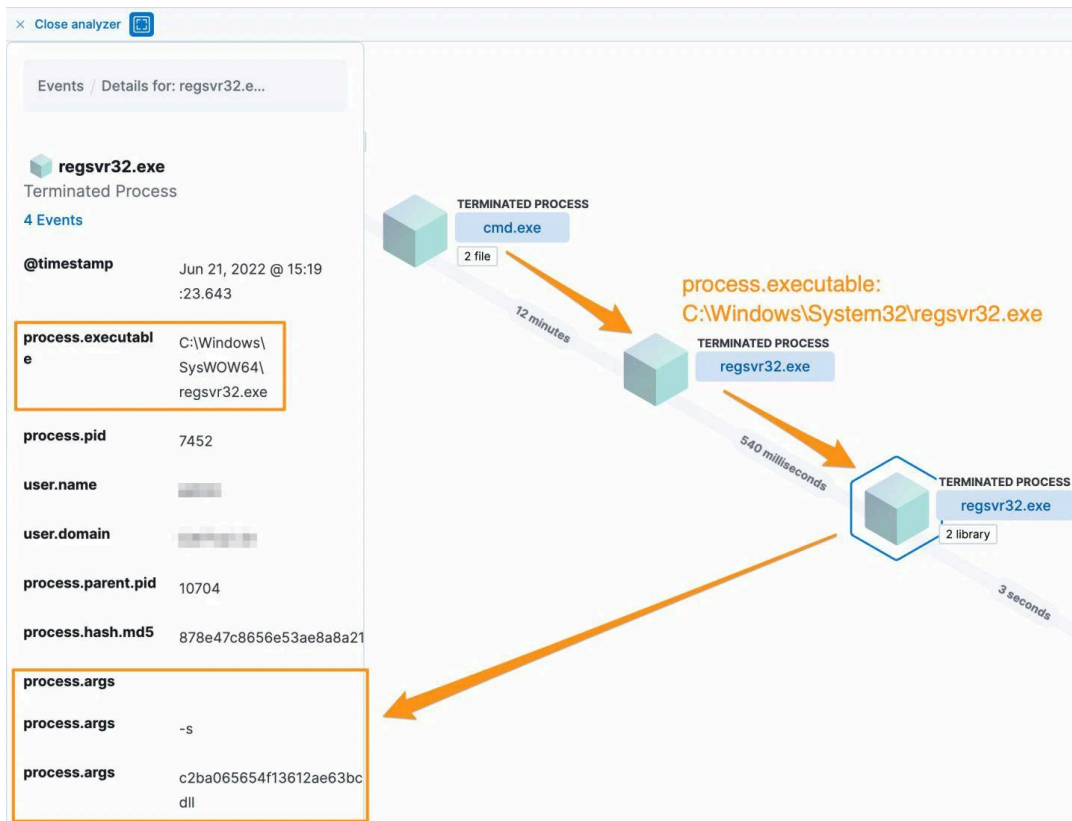 × Close analyzer
Events / Details for: regsvr32.e...
regsvr32.exe
Terminated Process
4 Events
@timestamp
Jun 21, 2022 @ 15:19
:23.643
process.executabl
e
C:\Windows\
SysWOW64\
regsvr32.exe
process.pid
7452
user.name
user.domain
process.parent.pid
10704
process.hash.md5
878e47c8656e53ae8a8a21
process.args
process.args
-s
process.args
c2ba065654f13612ae63bc
dll
TERMINATED PROCESS
cmd.exe
2 file
12 minutes
process.executable:
C:\Windows\System32\regsvr32.exe
TERMINATED PROCESS
regsvr32.exe
540 milliseconds
TERMINATED PROCESS
regsvr32.exe
2 library
3 seconds